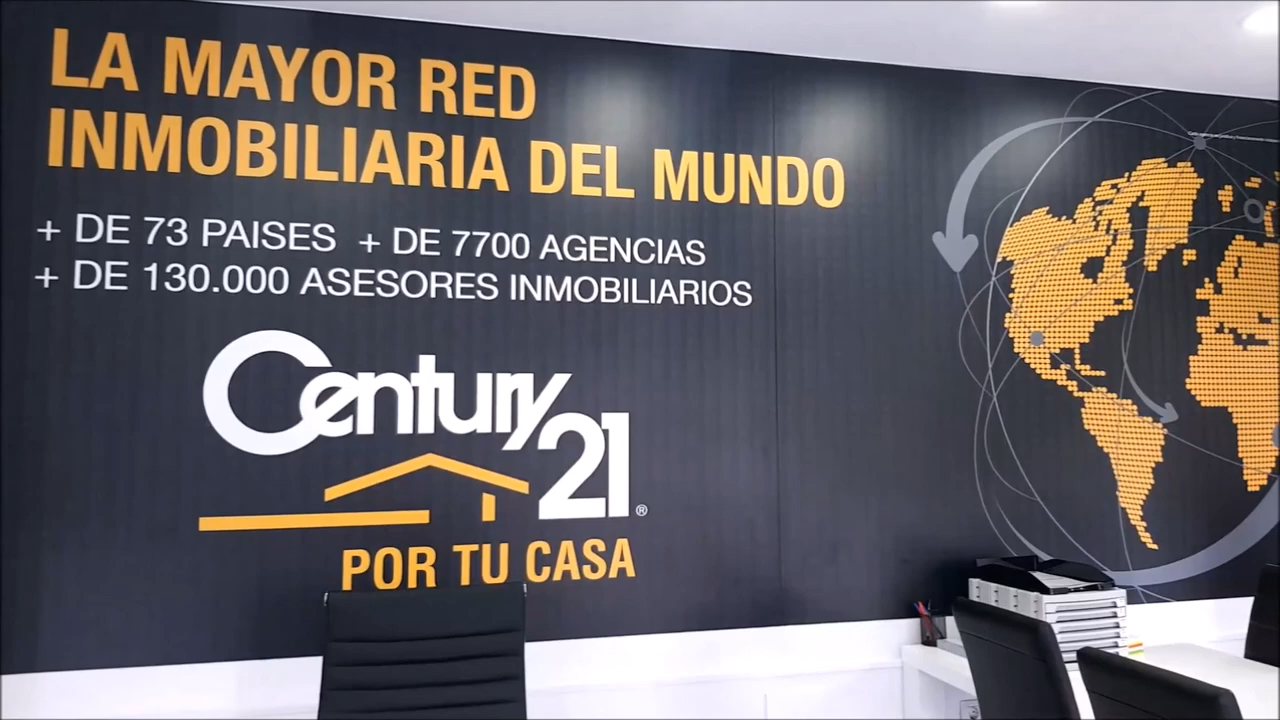 LA MAYOR RED
INMOBILIARIA DEL MUNDO
+ DE 73 PAISES + DE 7700 AGENCIAS
+ DE 130.000 ASESORES INMOBILIARIOS
Century
21®
POR TU CASA